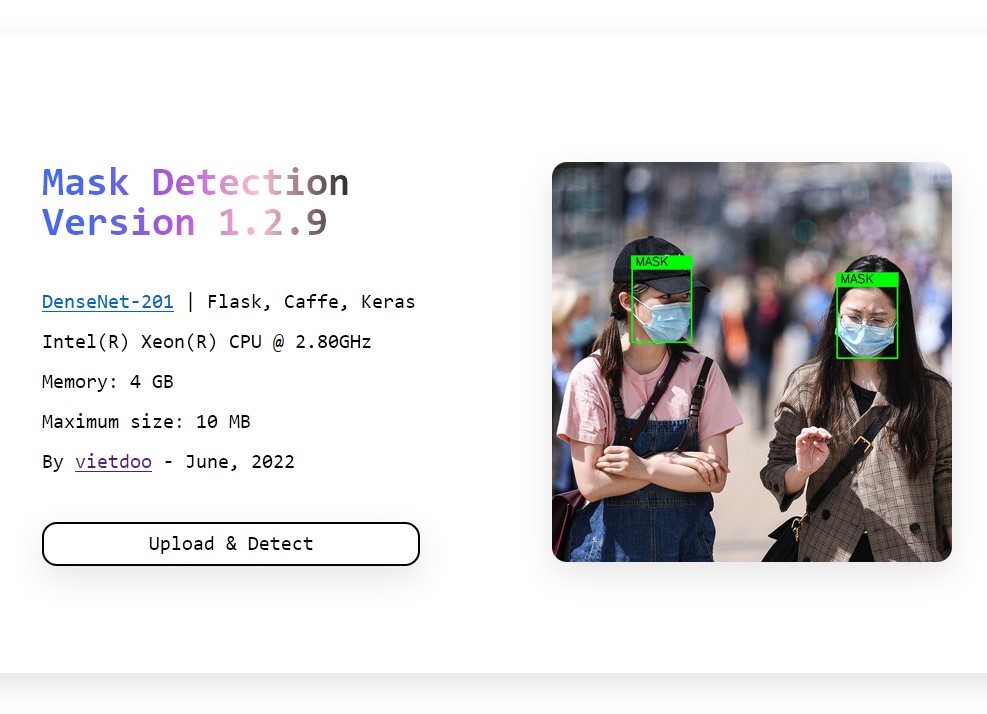 Mask Detection
Version 1.2.9
DenseNet-201 | Flask, Caffe, Keras
Intel(R) Xeon(R) CPU @ 2.80GHz
Memory: 4 GB
Maximum size: 10 MB
By vietdoo - June, 2022
Upload & Detect
MASK
MASK